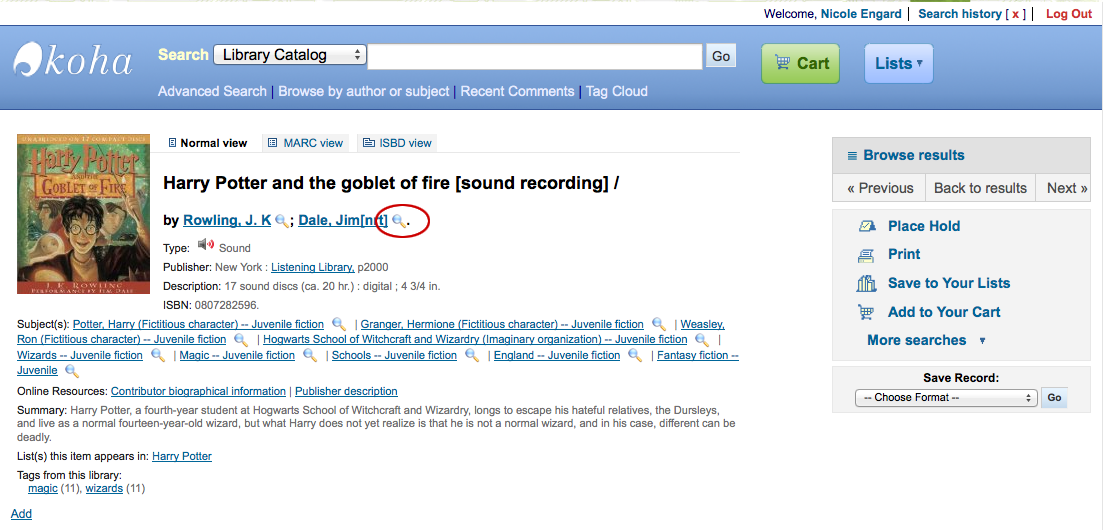 Welcome, Nicole Engard | Search history [ x ] | Log Out
koha
Search Library Catalog Go Cart Lists ▾
Advanced Search | Browse by author or subject | Recent Comments | Tag Cloud
UNABRIDGED ON 17 COMPACT DISCS
Harry Potter
AND THE
GOBLET OF FIRE
J. K. ROWLING
PERFORMANCE BY JIM DALE
Normal view MARC view ISBD view
Harry Potter and the goblet of fire [sound recording] /
by Rowling, J. K ; Dale, Jim[nrt] .
Type: Sound
Publisher: New York : Listening Library, p2000
Description: 17 sound discs (ca. 20 hr.) : digital ; 4 3/4 in.
ISBN: 0807282596.
Subject(s): Potter, Harry (Fictitious character) -- Juvenile fiction | Granger, Hermione (Fictitious character) -- Juvenile fiction | Weasley,
Ron (Fictitious character) -- Juvenile fiction | Hogwarts School of Witchcraft and Wizardry (Imaginary organization) -- Juvenile fiction |
Wizards -- Juvenile fiction | Magic -- Juvenile fiction | Schools -- Juvenile fiction | England -- Juvenile fiction | Fantasy fiction --
Juvenile
Online Resources: Contributor biographical information | Publisher description
Summary: Harry Potter, a fourth-year student at Hogwarts School of Witchcraft and Wizardry, longs to escape his hateful relatives, the Dursleys,
and live as a normal fourteen-year-old wizard, but what Harry does not yet realize is that he is not a normal wizard, and in his case, different can be
deadly.
List(s) this item appears in: Harry Potter
Tags from this library:
magic (11), wizards (11)
Add
Browse results
« Previous Back to results Next »
Place Hold
Print
Save to Your Lists
Add to Your Cart
More searches ▾
Save Record:
-- Choose Format -- Go